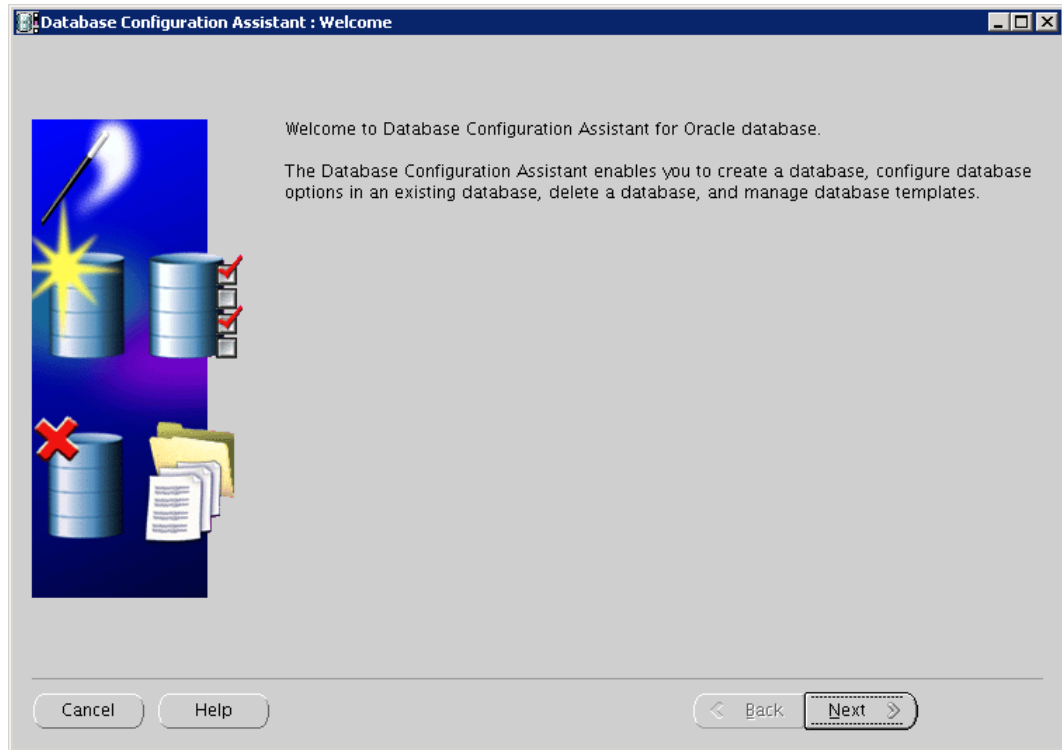 Database Configuration Assistant : Welcome
Welcome to Database Configuration Assistant for Oracle database.
The Database Configuration Assistant enables you to create a database, configure database
options in an existing database, delete a database, and manage database templates.
Cancel
Help
Back
Next